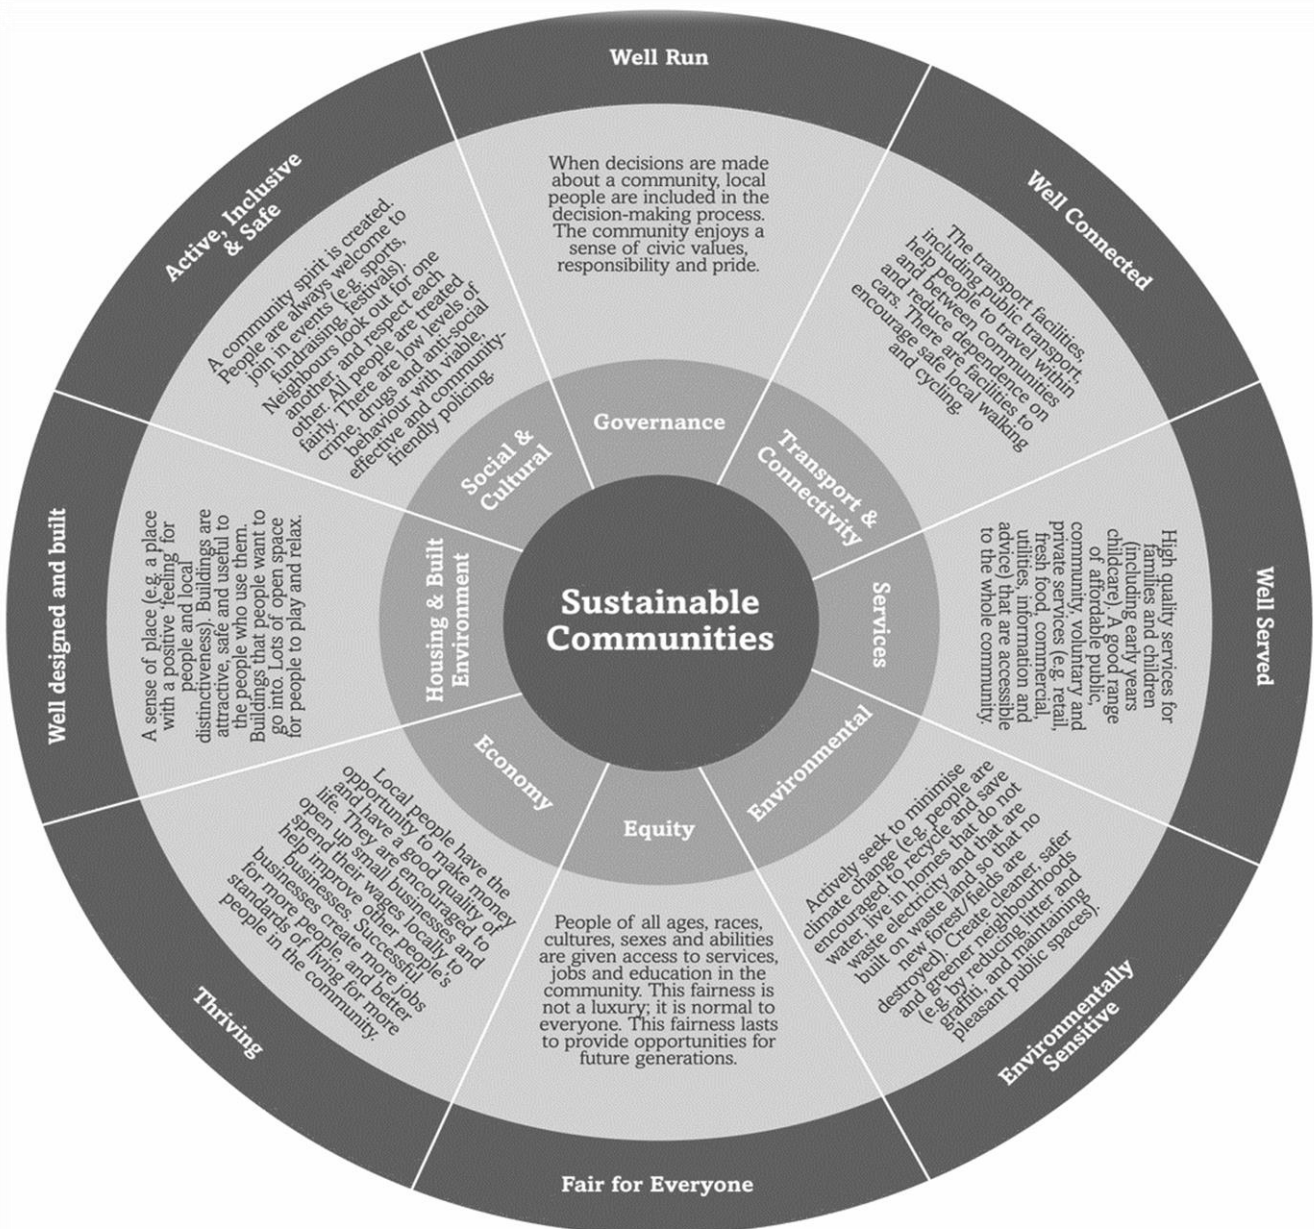 Sustainable
Communities
Well Run
When decisions are made
about a community, local
people are included in the
decision-making process.
The community enjoys a
sense of civic values,
responsibility and pride.
Governance
Well Connected
The transport facilities,
including public transport,
help people to travel within
and between communities
and reduce dependence on
cars. There are facilities to
encourage safe local walking
and cycling.
Transport &
Connectivity
Well Served
High quality services for
families and children
(including early years
childcare). A good range
of affordable public,
community, voluntary and
private services (e.g. retail,
fresh food, commercial,
utilities, information and
advice) that are accessible
to the whole community.
Services
Environmentally
Sensitive
Actively seek to minimise
climate change (e.g. people are
encouraged to recycle and save
water, live in homes that do not
waste electricity and that are
built on waste land so that no
new forest/fields are
destroyed). Create cleaner, safer
and greener neighbourhoods
(e.g. by reducing litter and
graffiti, and maintaining
pleasant public spaces).
Environmental
Fair for Everyone
People of all ages, races,
cultures, sexes and abilities
are given access to services,
jobs and education in the
community. This fairness is
not a luxury; it is normal to
everyone. This fairness lasts
to provide opportunities for
future generations.
Equity
Thriving
Local people have the
opportunity to make money
and have a good quality of
life. They are encouraged to
open up small businesses and
spend their wages locally to
help improve other people's
businesses. Successful
businesses create more jobs
for more people, and better
standards of living for more
people in the community.
Economy
Well designed and built
A sense of place (e.g. a place
with a positive 'feeling' for
people and local
distinctiveness). Buildings are
attractive, safe and useful to
the people who use them.
Buildings that people want to
go into. Lots of open space
for people to play and relax.
Housing & Built
Environment
Active, Inclusive
& Safe
A community spirit is created.
People are always welcome to
join in events (e.g. sports,
fundraising, festivals).
Neighbours look out for one
another, and respect each
other. All people are treated
fairly. There are low levels of
crime, drugs and anti-social
behaviour with viable,
effective and community-
friendly policing.
Social &
Cultural